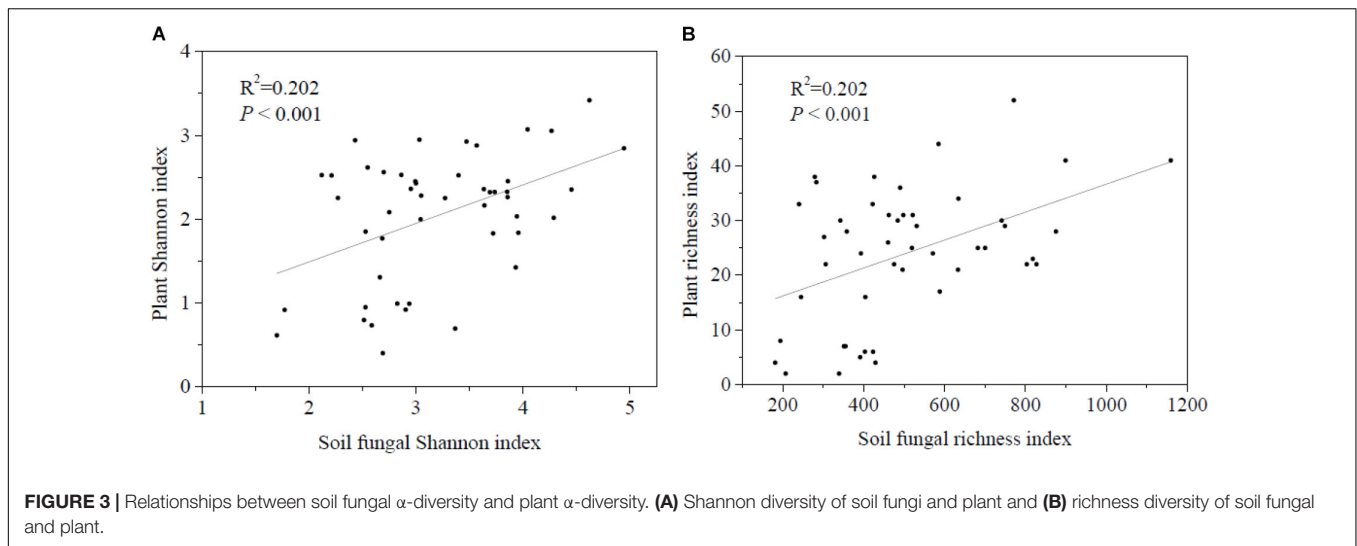 A
4
3
2
1
0
R²=0.202
P < 0.001
Plant Shannon index
1 2 3 4 5
Soil fungal Shannon index
B
60
50
40
30
20
10
0
R²=0.202
P < 0.001
Plant richness index
200 400 600 800 1000 1200
Soil fungal richness index
FIGURE 3 | Relationships between soil fungal α-diversity and plant α-diversity. (A) Shannon diversity of soil fungi and plant and (B) richness diversity of soil fungal
and plant.